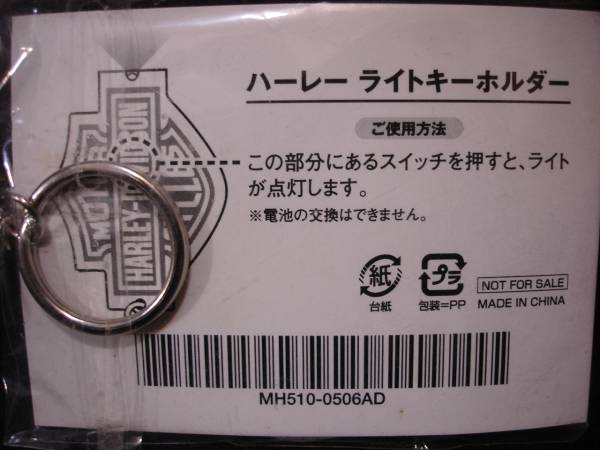 ハーレー ライトキーホルダー
ご使用方法
この部分にあるスイッチを押すと、ライト
が点灯します。
※電池の交換はできません。
MOTOR
HARLEY-DAVIDSON
紙
台紙
プラ
包装=PP
NOT FOR SALE
MADE IN CHINA
MH510-0506AD